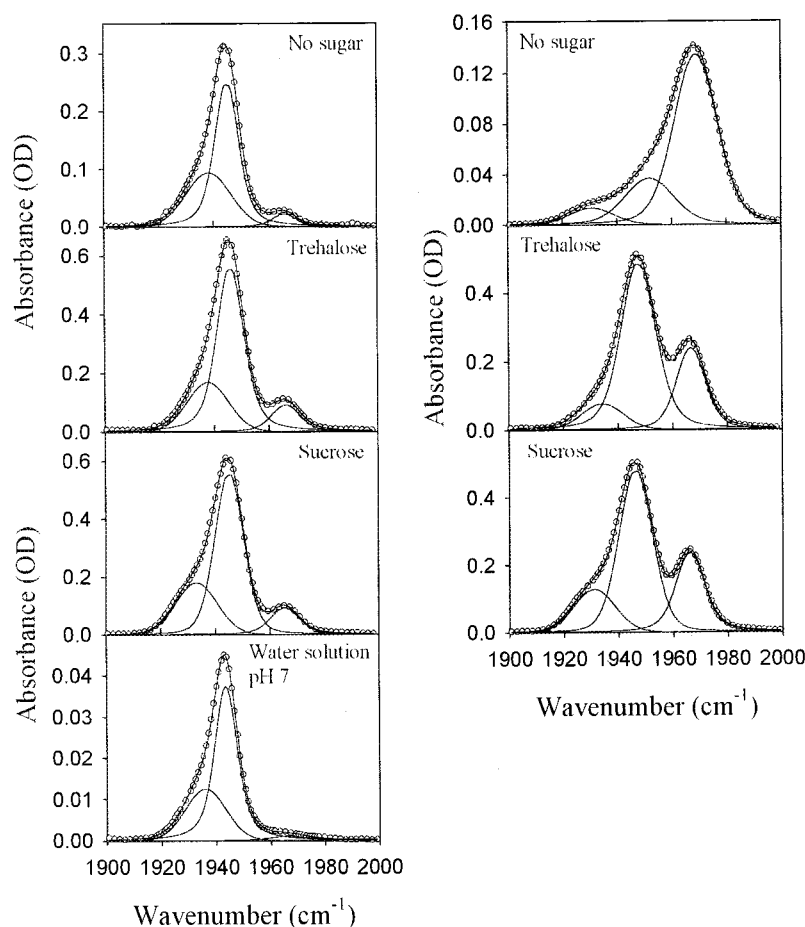 No sugar
0.3
0.2
0.1
0.0
Trehalose
0.6
0.4
0.2
0.0
Sucrose
0.6
0.4
0.2
0.0
Water solution
pH 7
0.04
0.03
0.02
0.01
0.00
1900 1920 1940 1960 1980 2000
Wavenumber (cm⁻¹)
Absorbance (OD)
Absorbance (OD)
Absorbance (OD)
No sugar
0.16
0.12
0.08
0.04
0.00
Trehalose
0.4
0.2
0.0
Sucrose
0.4
0.2
0.0
1900 1920 1940 1960 1980 2000
Wavenumber (cm⁻¹)
Absorbance (OD)